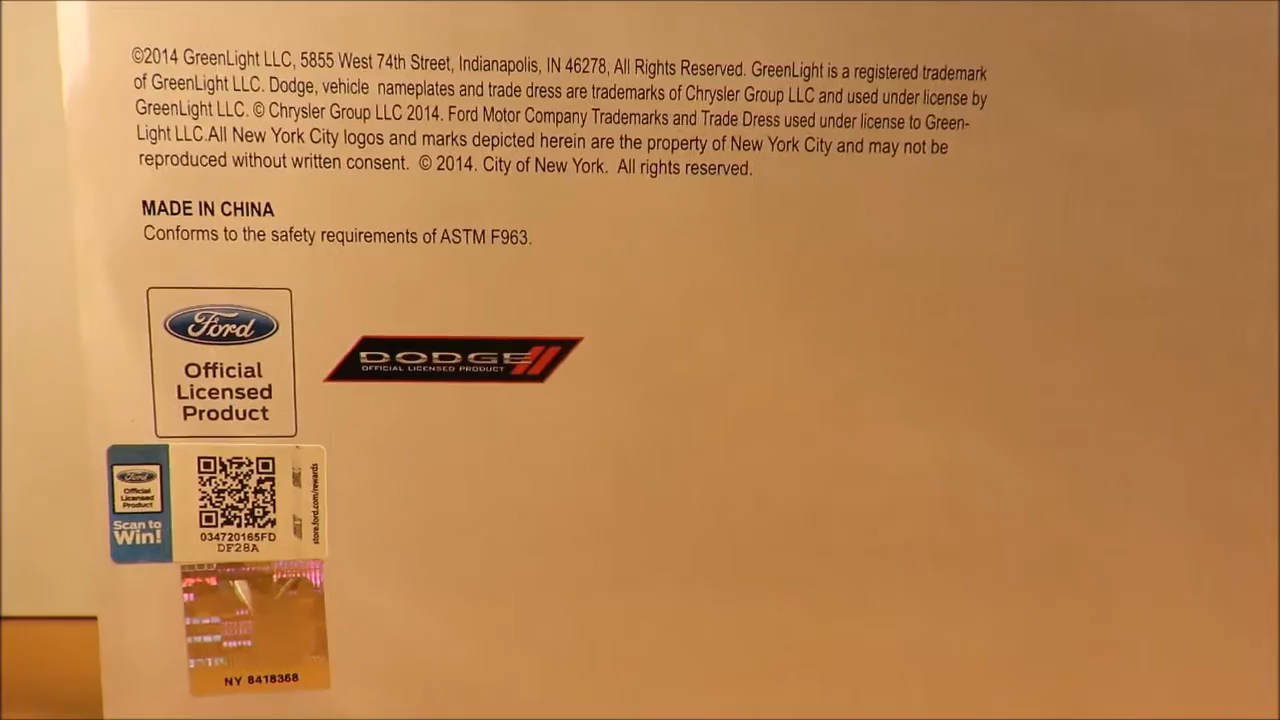 ©2014 GreenLight LLC, 5855 West 74th Street, Indianapolis, IN 46278, All Rights Reserved. GreenLight is a registered trademark
of GreenLight LLC. Dodge, vehicle nameplates and trade dress are trademarks of Chrysler Group LLC and used under license by
GreenLight LLC. © Chrysler Group LLC 2014. Ford Motor Company Trademarks and Trade Dress used under license to Green-
Light LLC.All New York City logos and marks depicted herein are the property of New York City and may not be
reproduced without written consent. © 2014. City of New York. All rights reserved.
MADE IN CHINA
Conforms to the safety requirements of ASTM F963.
Ford
Official
Licensed
Product
DODGE
OFFICIAL LICENSED PRODUCT
Ford
Official
Licensed
Product
Scan to
Win!
034720165FD
DF28A
store.ford.com/rewards
NY 8418368